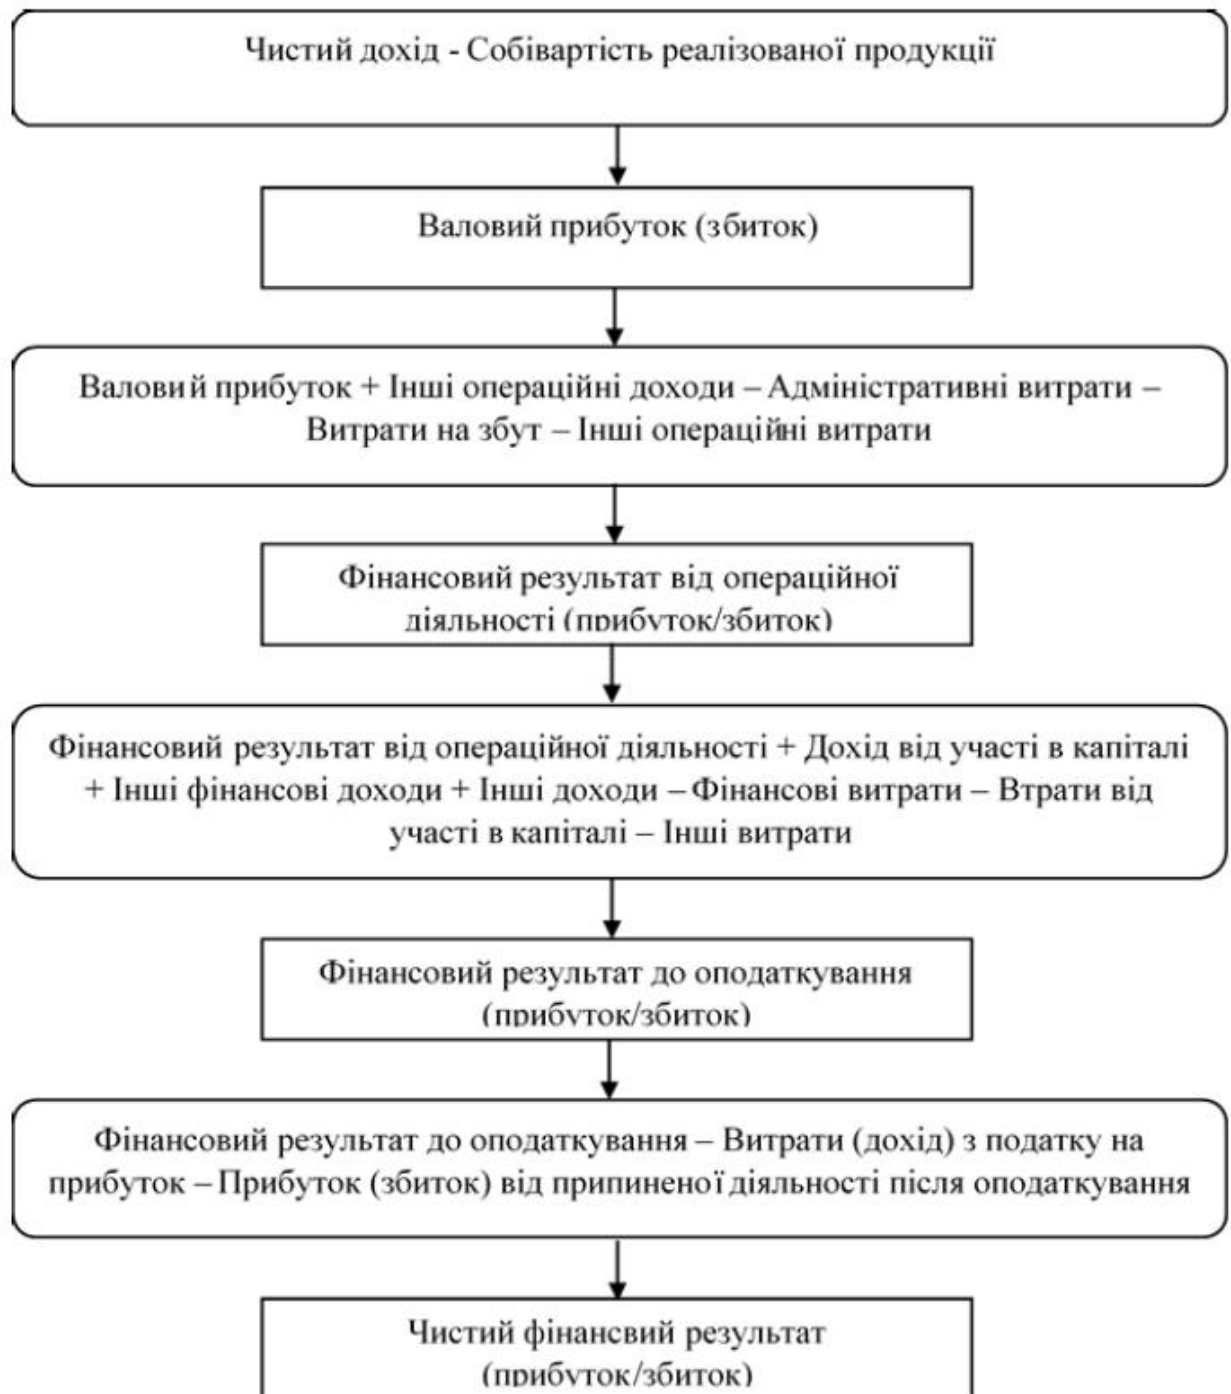 Чистий дохід - Собівартість реалізованої продукції
Валовий прибуток (збиток)
Валовий прибуток + Інші операційні доходи – Адміністративні витрати –
Витрати на збут – Інші операційні витрати
Фінансовий результат від операційної
діяльності (прибуток/збиток)
Фінансовий результат від операційної діяльності + Дохід від участі в капіталі
+ Інші фінансові доходи + Інші доходи – Фінансові витрати – Втрати від
участі в капіталі – Інші витрати
Фінансовий результат до оподаткування
(прибуток/збиток)
Фінансовий результат до оподаткування – Витрати (дохід) з податку на
прибуток – Прибуток (збиток) від припиненої діяльності після оподаткування
Чистий фінансвий результат
(прибуток/збиток)